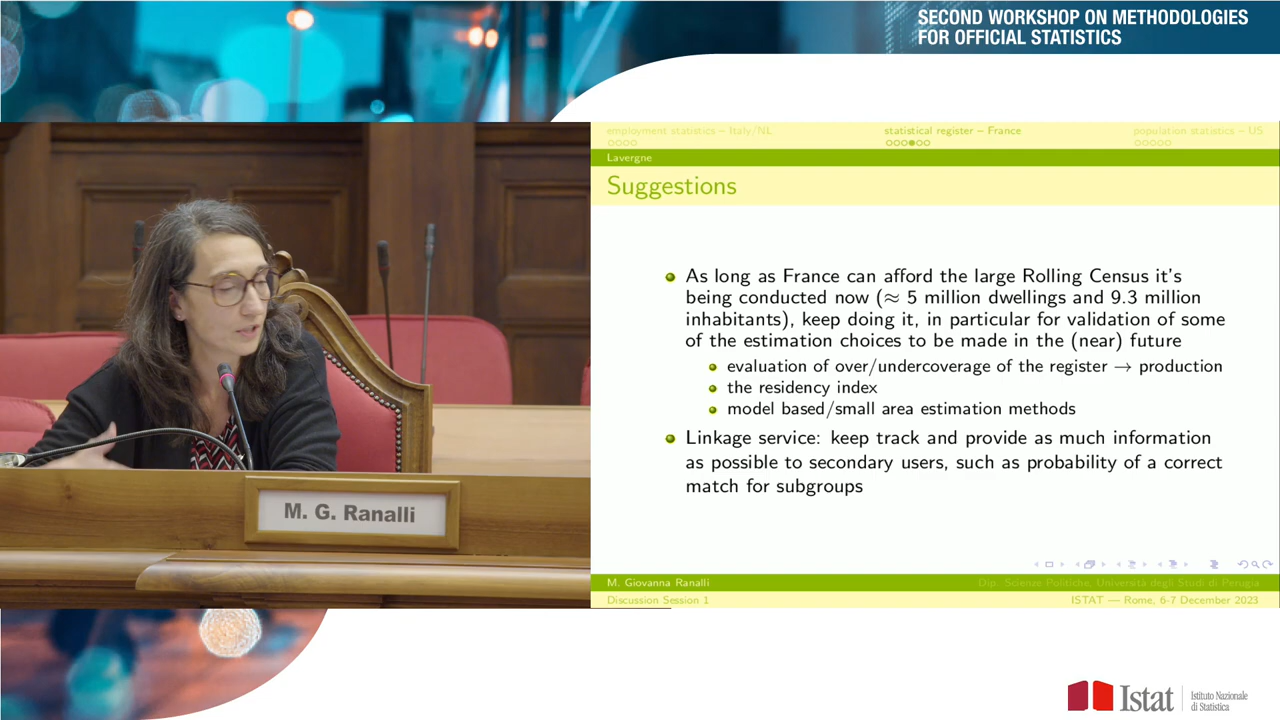 SECOND WORKSHOP ON METHODOLOGIES
FOR OFFICIAL STATISTICS
employment statistics – Italy/NL
statistical register – France
population statistics – US
Lavergne
Suggestions
As long as France can afford the large Rolling Census it's
being conducted now (≈ 5 million dwellings and 9.3 million
inhabitants), keep doing it, in particular for validation of some
of the estimation choices to be made in the (near) future
evaluation of over/undercoverage of the register → production
the residency index
model based/small area estimation methods
Linkage service: keep track and provide as much information
as possible to secondary users, such as probability of a correct
match for subgroups
M. G. Ranalli
M. Giovanna Ranalli
Dip. Scienze Politiche, Università degli Studi di Perugia
Discussion Session 1
ISTAT — Rome, 6-7 December 2023
Istat
Istituto Nazionale
di Statistica